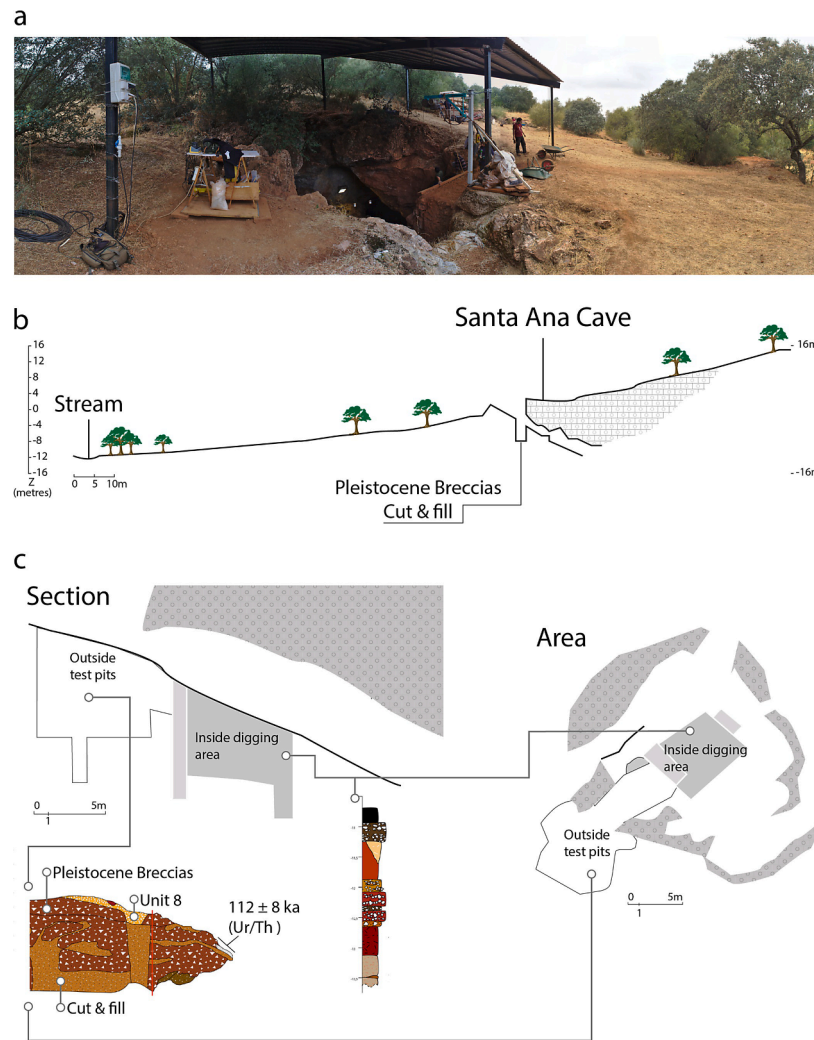 a
b
Santa Ana Cave
16
12
8
4
0
-4
-8
-12
-16
Z
(metres)
Stream
0 5 10m
16m
-16m
Pleistocene Breccias
Cut & fill
c
Section
Area
Outside
test pits
Inside digging
area
0 5m
1
Inside digging
area
Outside
test pits
0 5m
1
Pleistocene Breccias
Unit 8
112 ± 8 ka
(Ur/Th )
Cut & fill